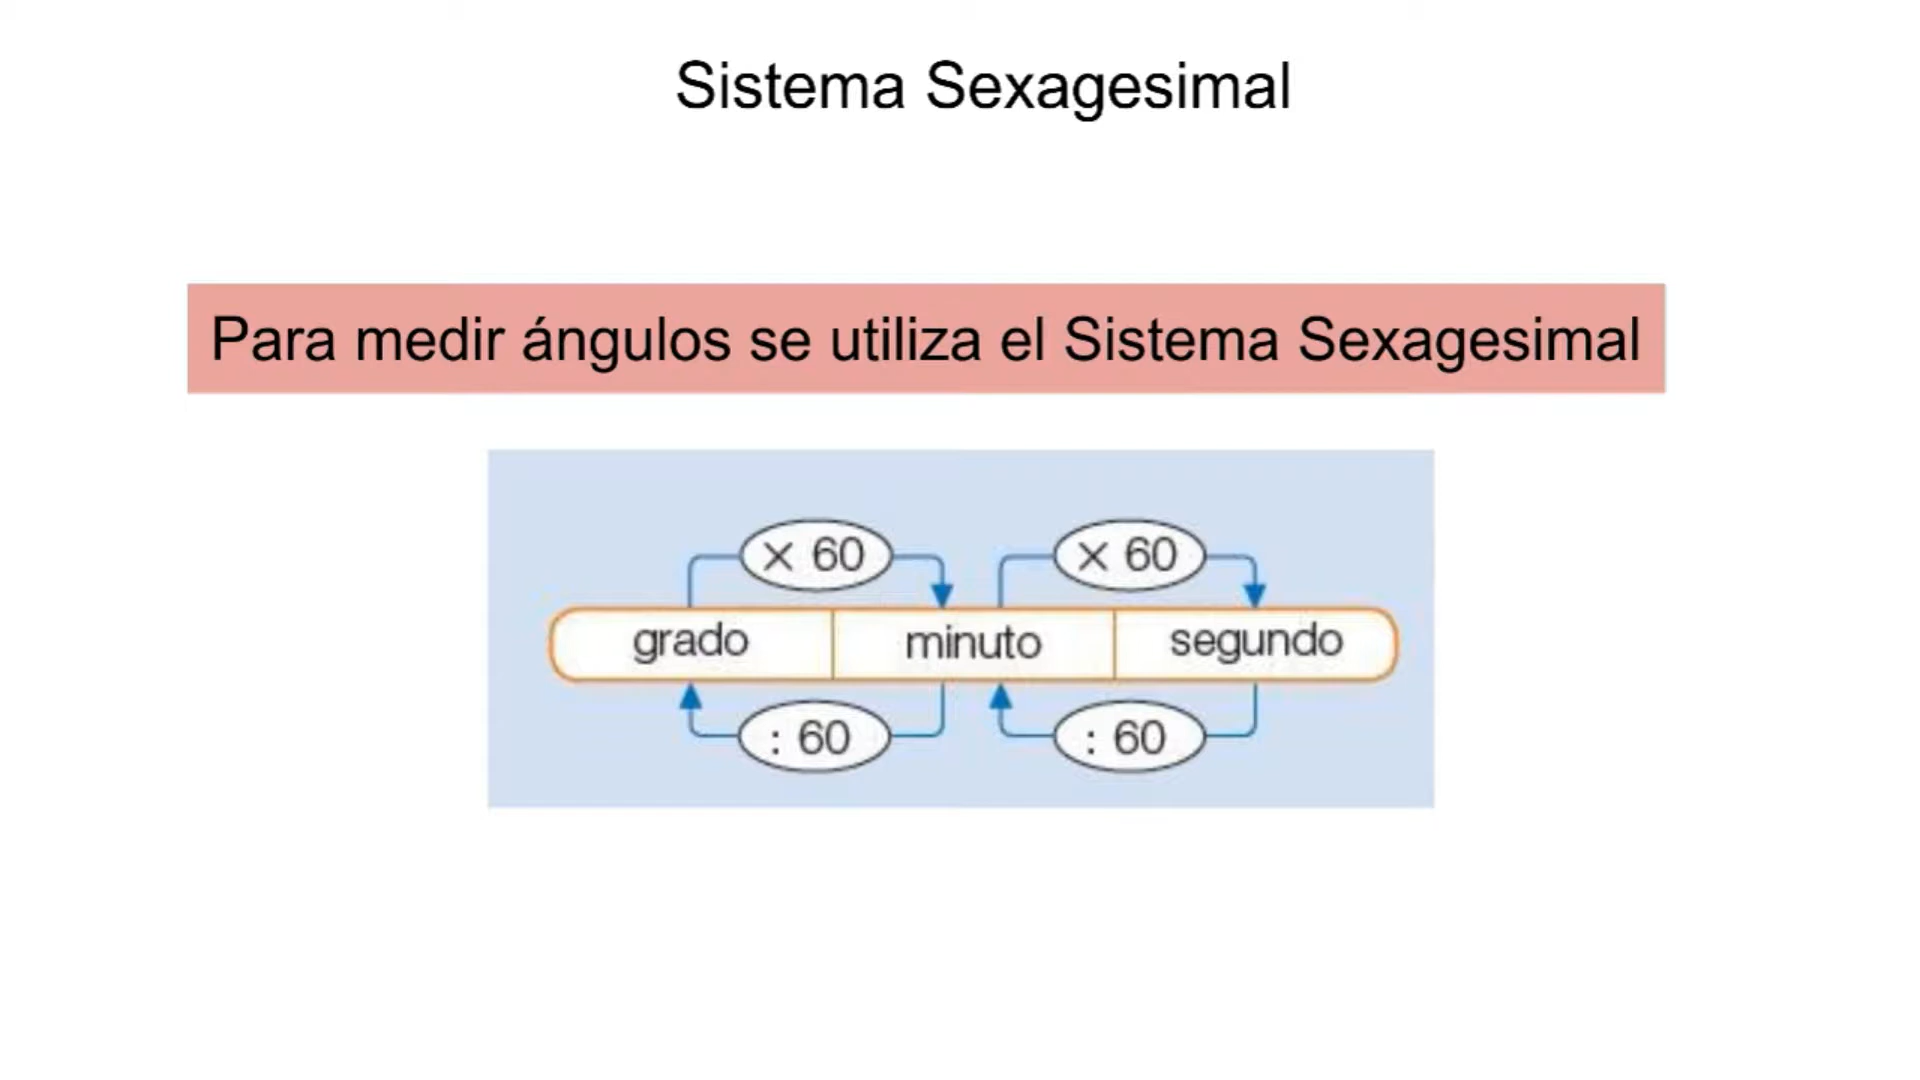 Sistema Sexagesimal
Para medir ángulos se utiliza el Sistema Sexagesimal
× 60 × 60
grado minuto segundo
: 60 : 60